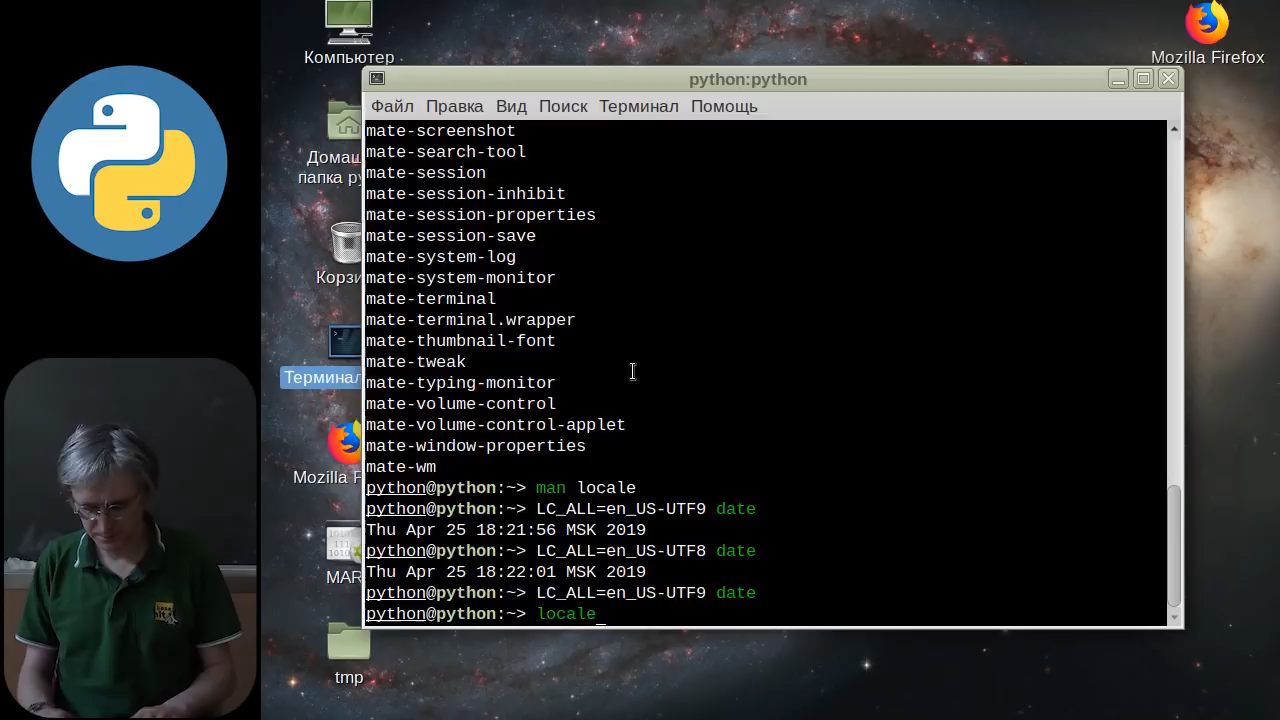 Компьютер
Mozilla Firefox
python:python
Файл Правка Вид Поиск Терминал Помощь
mate-screenshot
mate-search-tool
mate-session
mate-session-inhibit
mate-session-properties
mate-session-save
mate-system-log
mate-system-monitor
mate-terminal
mate-terminal.wrapper
mate-thumbnail-font
mate-tweak
mate-typing-monitor
mate-volume-control
mate-volume-control-applet
mate-window-properties
mate-wm
python@python:~> man locale
python@python:~> LC_ALL=en_US-UTF9 date
Thu Apr 25 18:21:56 MSK 2019
python@python:~> LC_ALL=en_US-UTF8 date
Thu Apr 25 18:22:01 MSK 2019
python@python:~> LC_ALL=en_US-UTF9 date
python@python:~> locale_
Домаш
папка py
Корзи
Терминал
Mozilla F
MAR
tmp